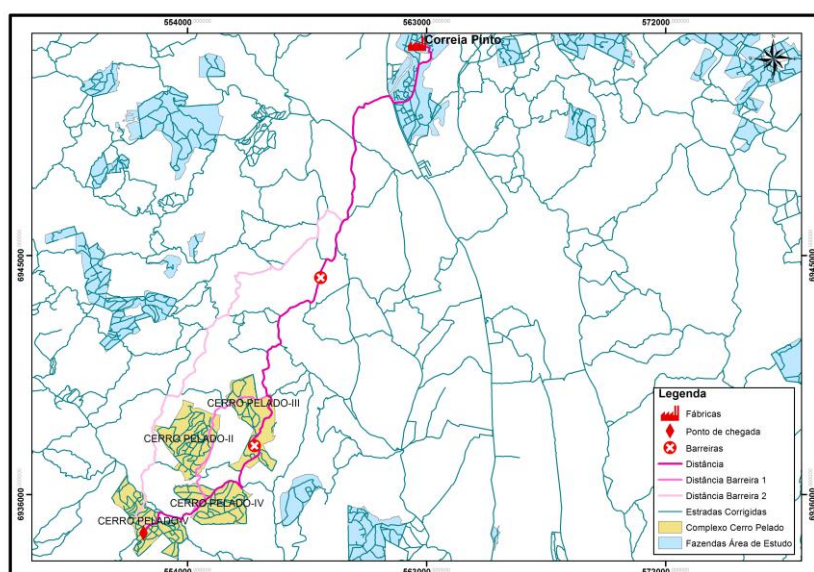 554000 563000 572000
Correia Pinto
6945000 6945000
CERRO PELADO-III
CERRO PELADO-II
6936000 6936000
CERRO PELADO-IV
CERRO PELADO-V
Legenda
Fábricas
Ponto de chegada
Barreiras
Distância
Distância Barreira 1
Distância Barreira 2
Estradas Corrigidas
Complexo Cerro Pelado
Fazendas Área de Estudo
554000 563000 572000